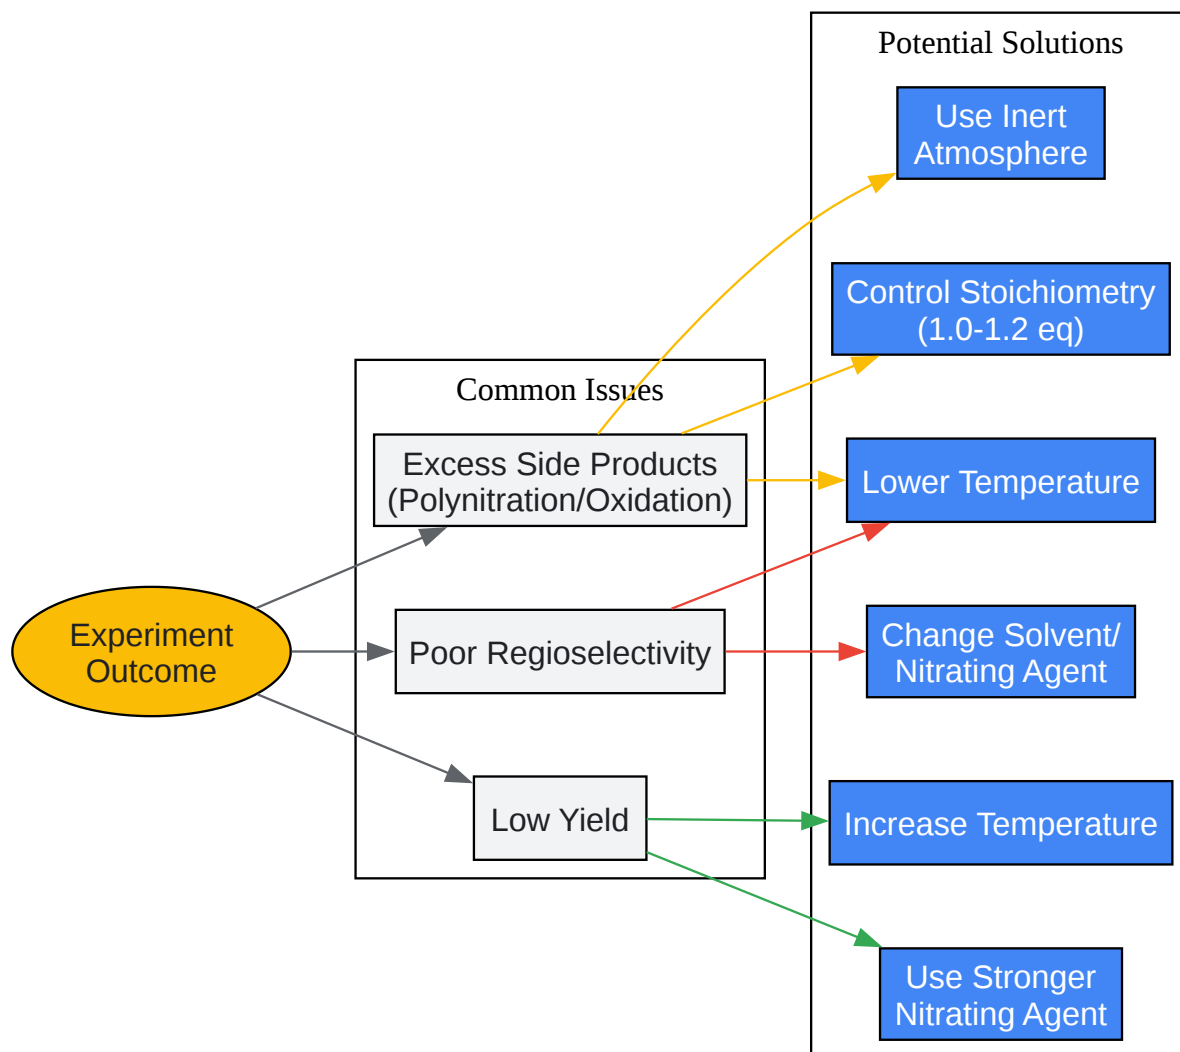 Potential Solutions
Use Inert
Atmosphere
Control Stoichiometry
(1.0-1.2 eq)
Common Issues
Excess Side Products
(Polynitration/Oxidation)
Lower Temperature
Experiment
Outcome
Poor Regioselectivity
Change Solvent/
Nitrating Agent
Low Yield
Increase Temperature
Use Stronger
Nitrating Agent